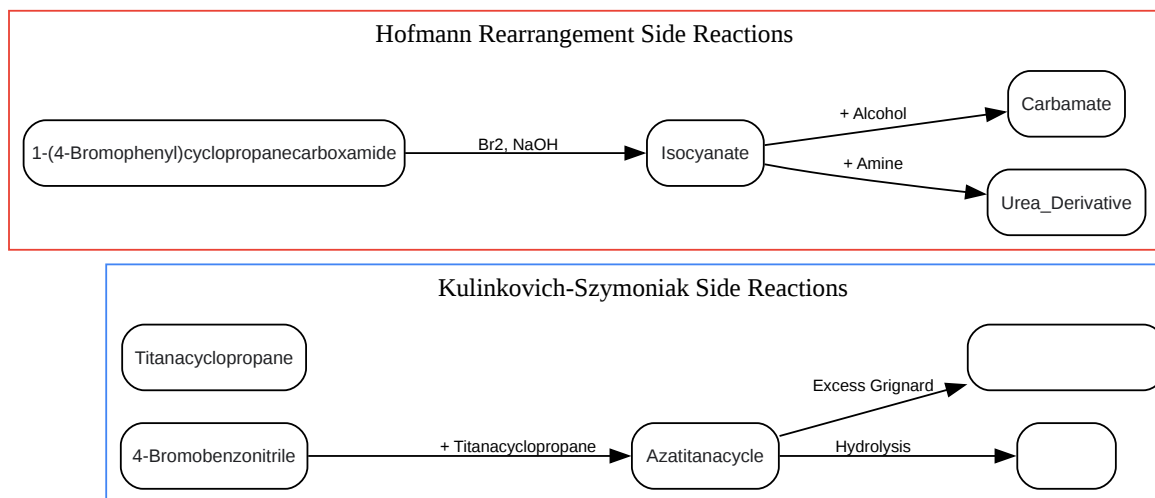 Hofmann Rearrangement Side Reactions
1-(4-Bromophenyl)cyclopropanecarboxamide
Br2, NaOH
Isocyanate
+ Alcohol
Carbamate
+ Amine
Urea_Derivative
Kulinkovich-Szymoniak Side Reactions
Titanacyclopropane
4-Bromobenzonitrile
+ Titanacyclopropane
Azatitanacycle
Excess Grignard
Hydrolysis